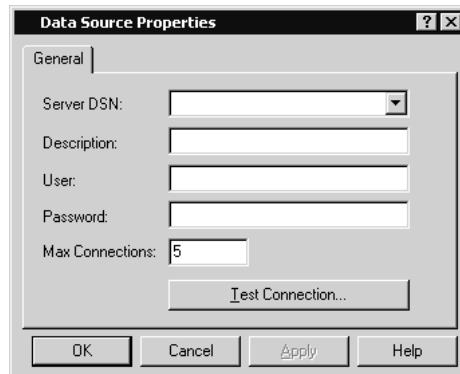 Data Source Properties
General
Server DSN:
Description:
User:
Password:
Max Connections: 5
Test Connection...
OK Cancel Apply Help